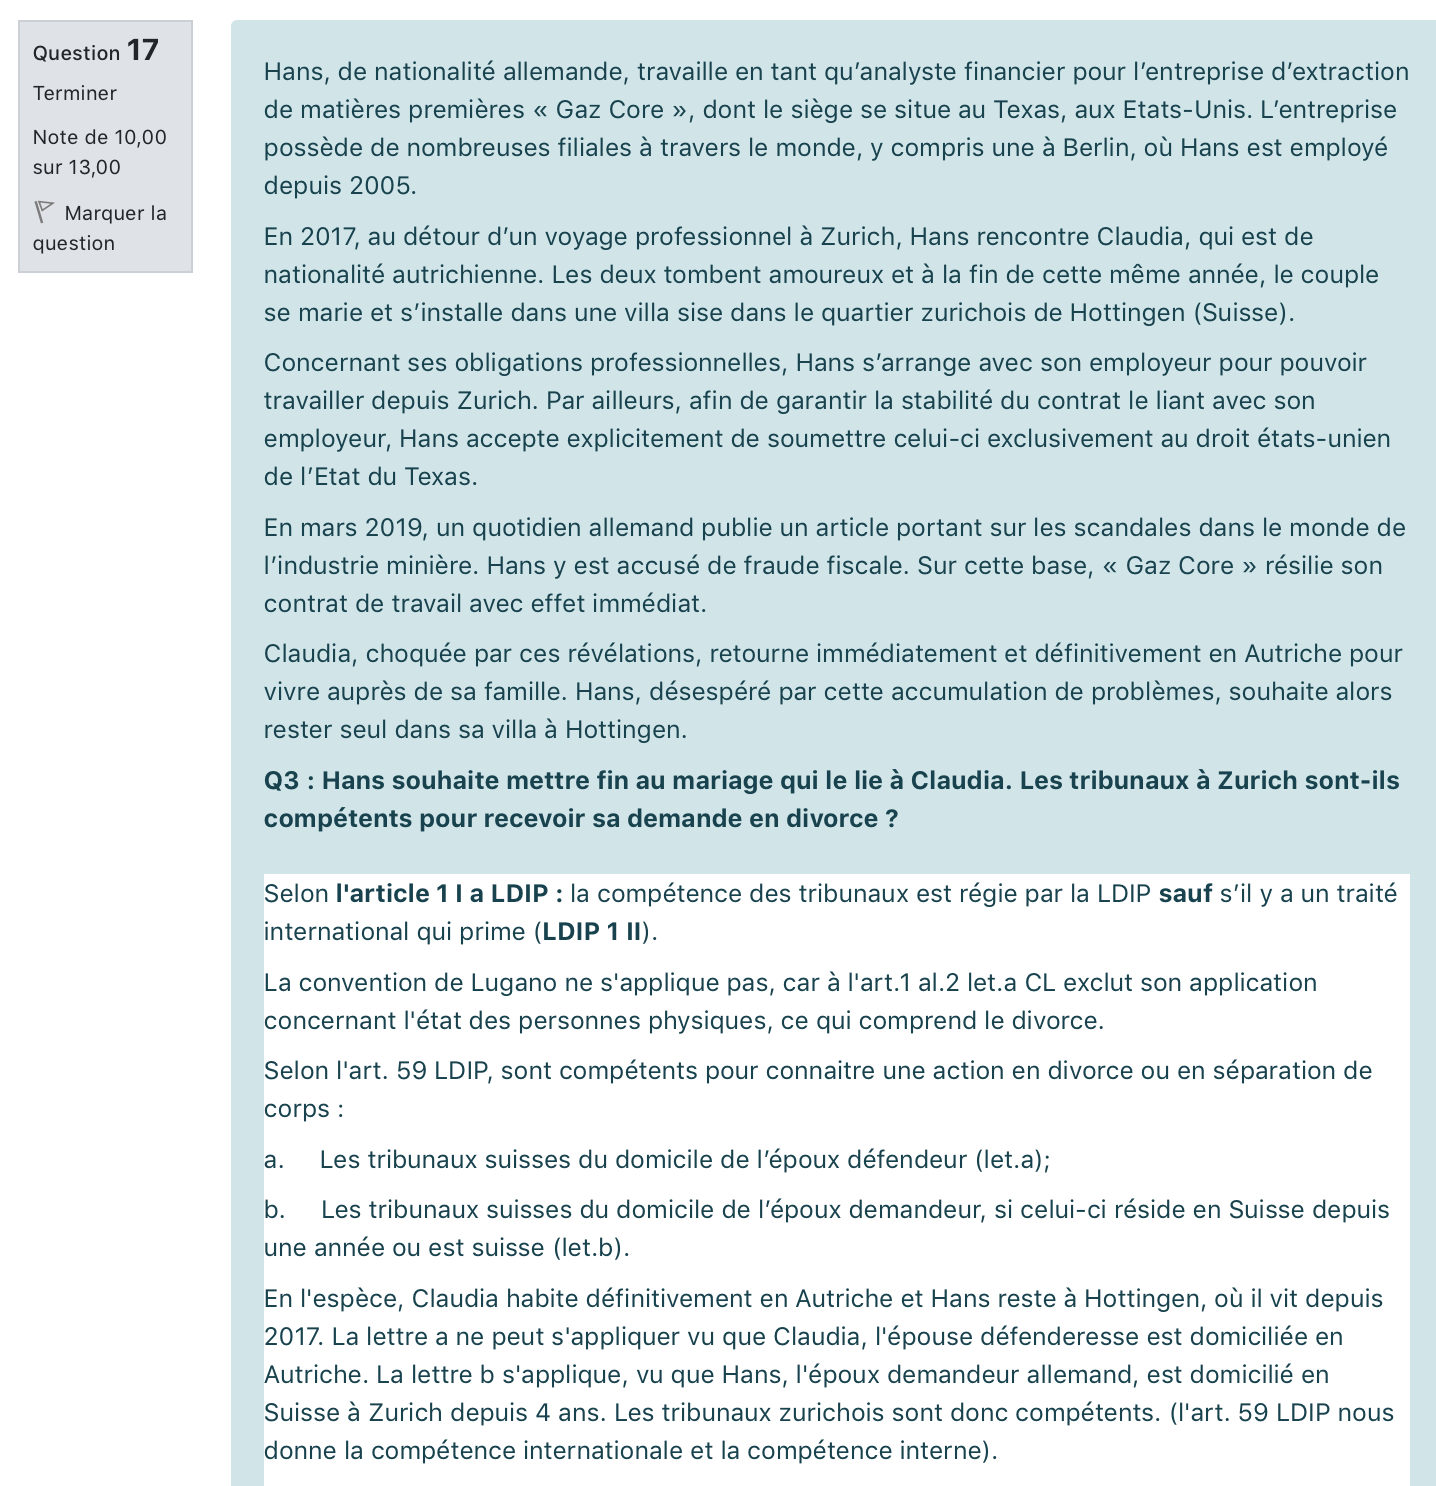 Question 17
Terminer
Note de 10,00
sur 13,00
Marquer la
question
Hans, de nationalité allemande, travaille en tant qu’analyste financier pour l’entreprise d’extraction
de matières premières « Gaz Core », dont le siège se situe au Texas, aux Etats-Unis. L’entreprise
possède de nombreuses filiales à travers le monde, y compris une à Berlin, où Hans est employé
depuis 2005.
En 2017, au détour d’un voyage professionnel à Zurich, Hans rencontre Claudia, qui est de
nationalité autrichienne. Les deux tombent amoureux et à la fin de cette même année, le couple
se marie et s’installe dans une villa sise dans le quartier zurichois de Hottingen (Suisse).
Concernant ses obligations professionnelles, Hans s’arrange avec son employeur pour pouvoir
travailler depuis Zurich. Par ailleurs, afin de garantir la stabilité du contrat le liant avec son
employeur, Hans accepte explicitement de soumettre celui-ci exclusivement au droit états-unien
de l’Etat du Texas.
En mars 2019, un quotidien allemand publie un article portant sur les scandales dans le monde de
l’industrie minière. Hans y est accusé de fraude fiscale. Sur cette base, « Gaz Core » résilie son
contrat de travail avec effet immédiat.
Claudia, choquée par ces révélations, retourne immédiatement et définitivement en Autriche pour
vivre auprès de sa famille. Hans, désespéré par cette accumulation de problèmes, souhaite alors
rester seul dans sa villa à Hottingen.
Q3 : Hans souhaite mettre fin au mariage qui le lie à Claudia. Les tribunaux à Zurich sont-ils
compétents pour recevoir sa demande en divorce ?
Selon l'article 1 I a LDIP : la compétence des tribunaux est régie par la LDIP sauf s’il y a un traité
international qui prime (LDIP 1 II).
La convention de Lugano ne s'applique pas, car à l'art.1 al.2 let.a CL exclut son application
concernant l'état des personnes physiques, ce qui comprend le divorce.
Selon l'art. 59 LDIP, sont compétents pour connaitre une action en divorce ou en séparation de
corps :
a. Les tribunaux suisses du domicile de l’époux défendeur (let.a);
b. Les tribunaux suisses du domicile de l’époux demandeur, si celui-ci réside en Suisse depuis
une année ou est suisse (let.b).
En l'espèce, Claudia habite définitivement en Autriche et Hans reste à Hottingen, où il vit depuis
2017. La lettre a ne peut s'appliquer vu que Claudia, l'épouse défenderesse est domiciliée en
Autriche. La lettre b s'applique, vu que Hans, l'époux demandeur allemand, est domicilié en
Suisse à Zurich depuis 4 ans. Les tribunaux zurichois sont donc compétents. (l'art. 59 LDIP nous
donne la compétence internationale et la compétence interne).